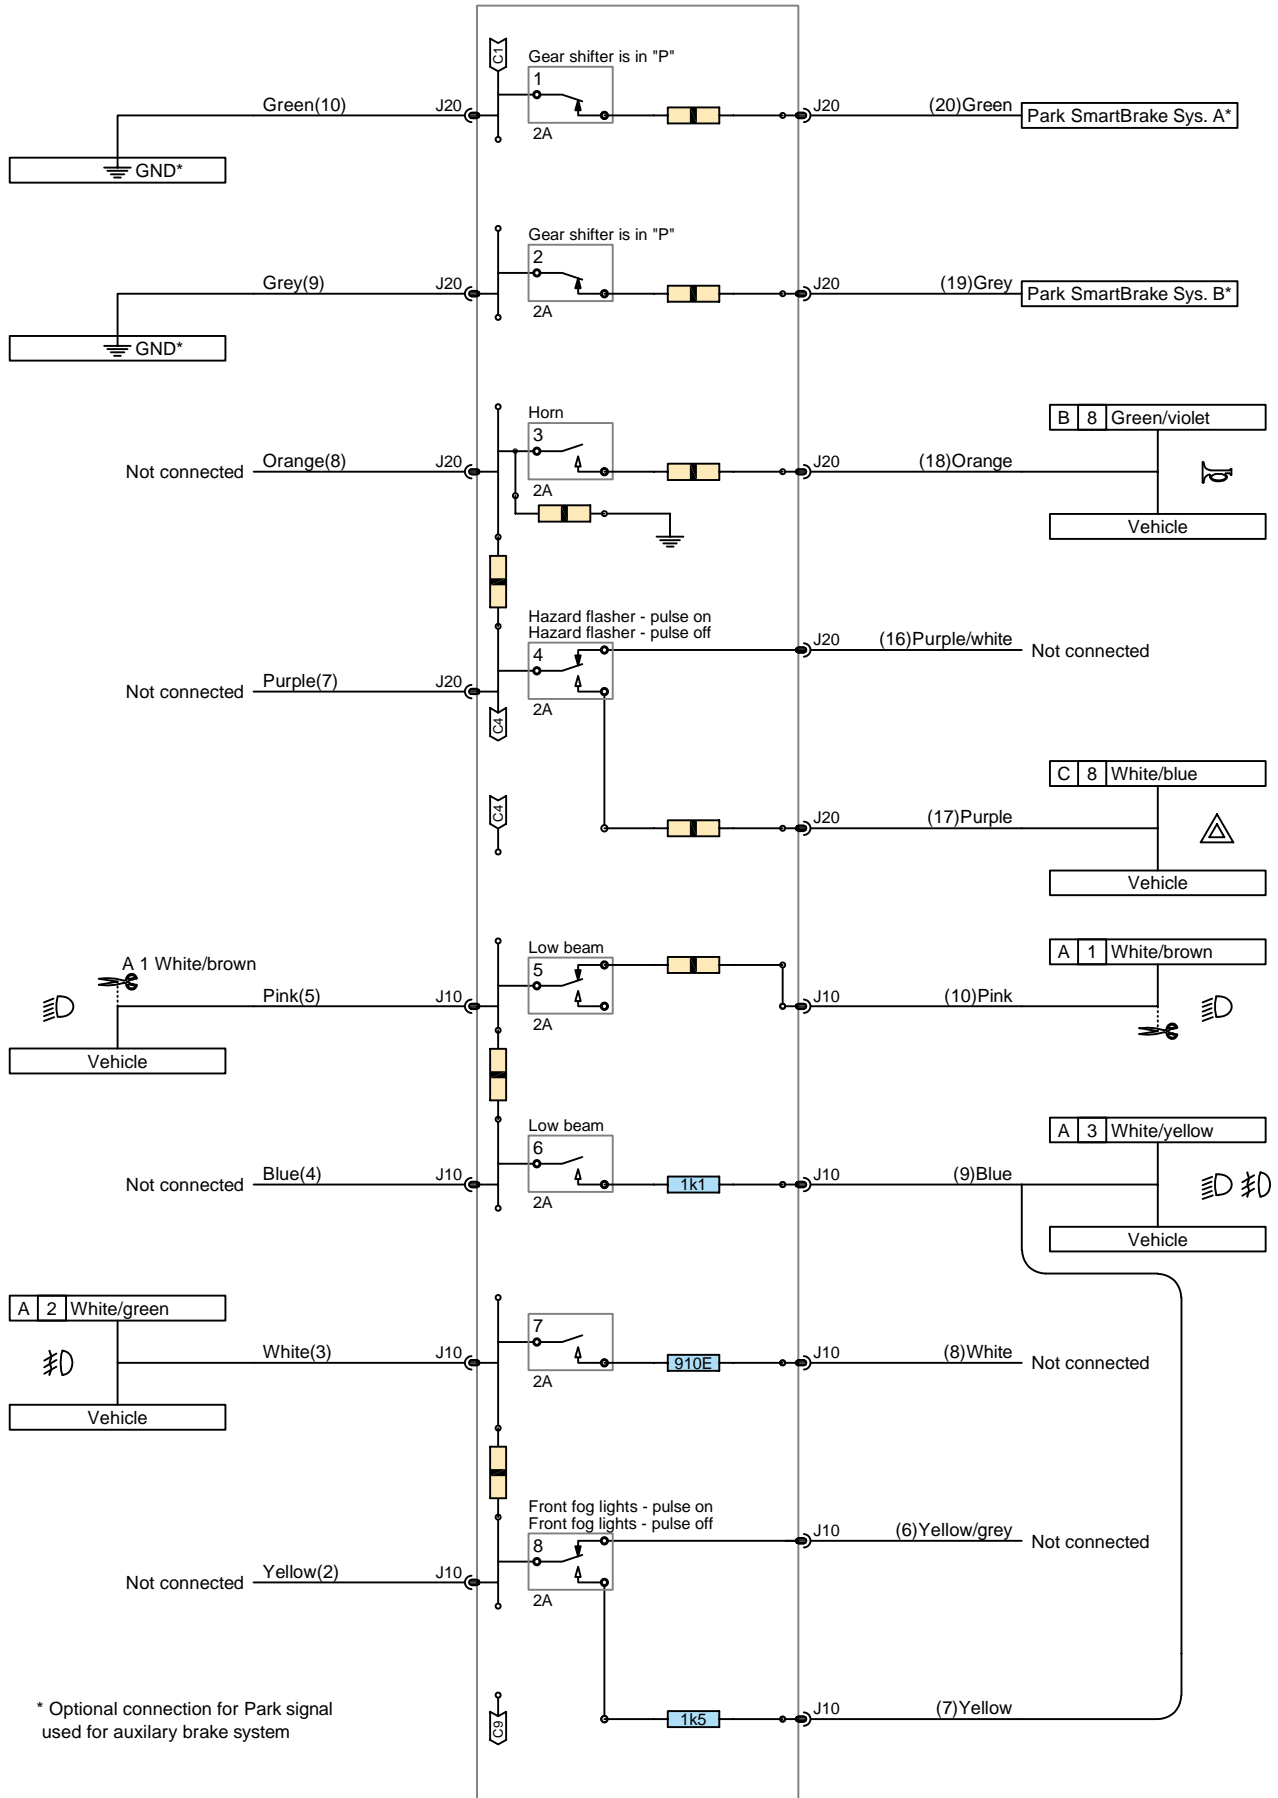 C1
Gear shifter is in "P"
1
Green(10)
J20
J20
(20)Green
Park SmartBrake Sys. A*
2A
GND*
Gear shifter is in "P"
2
Grey(9)
J20
J20
(19)Grey
Park SmartBrake Sys. B*
2A
GND*
Horn
B 8 Green/violet
3
Not connected
Orange(8)
J20
J20
(18)Orange
2A
Vehicle
Hazard flasher - pulse on
Hazard flasher - pulse off
J20
(16)Purple/white
Not connected
4
Not connected
Purple(7)
J20
2A
C4
C 8 White/blue
C4
J20
(17)Purple
Vehicle
Low beam
A 1 White/brown
A 1 White/brown
5
Pink(5)
J10
J10
(10)Pink
2A
Vehicle
Low beam
A 3 White/yellow
6
Not connected
Blue(4)
J10
1k1
J10
(9)Blue
2A
Vehicle
A 2 White/green
7
White(3)
J10
910E
J10
(8)White
Not connected
2A
Vehicle
Front fog lights - pulse on
Front fog lights - pulse off
J10
(6)Yellow/grey
Not connected
8
Not connected
Yellow(2)
J10
2A
* Optional connection for Park signal
used for auxilary brake system
C9
1k5
J10
(7)Yellow